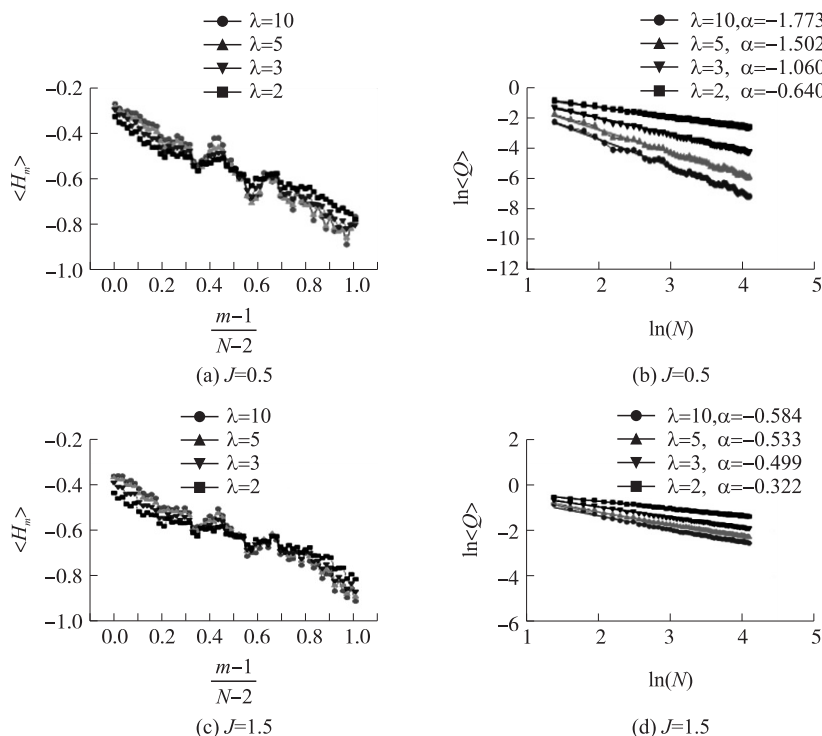 λ=10
λ=5
λ=3
λ=2
−0.2
−0.4
−0.6
−0.8
−1.0
<H_m>
0.0 0.2 0.4 0.6 0.8 1.0
m−1
N−2
(a) J=0.5
λ=10,α=−1.773
λ=5, α=−1.502
λ=3, α=−1.060
λ=2, α=−0.640
0
−2
−4
−6
−8
−10
−12
ln<Q>
1 2 3 4 5
ln(N)
(b) J=0.5
λ=10
λ=5
λ=3
λ=2
−0.2
−0.4
−0.6
−0.8
−1.0
<H_m>
0.0 0.2 0.4 0.6 0.8 1.0
m−1
N−2
(c) J=1.5
λ=10,α=−0.584
λ=5, α=−0.533
λ=3, α=−0.499
λ=2, α=−0.322
2
0
−2
−4
−6
ln<Q>
1 2 3 4 5
ln(N)
(d) J=1.5